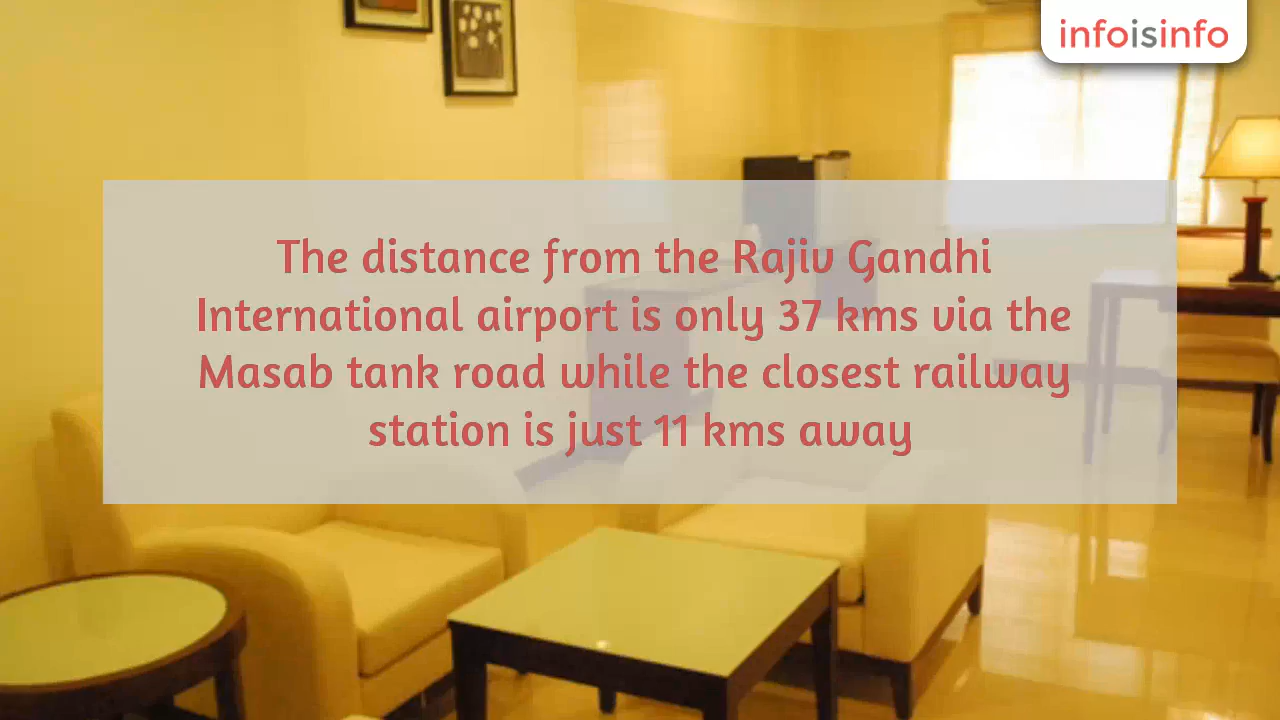 infoisinfo
The distance from the Rajiv Gandhi
International airport is only 37 kms via the
Masab tank road while the closest railway
station is just 11 kms away